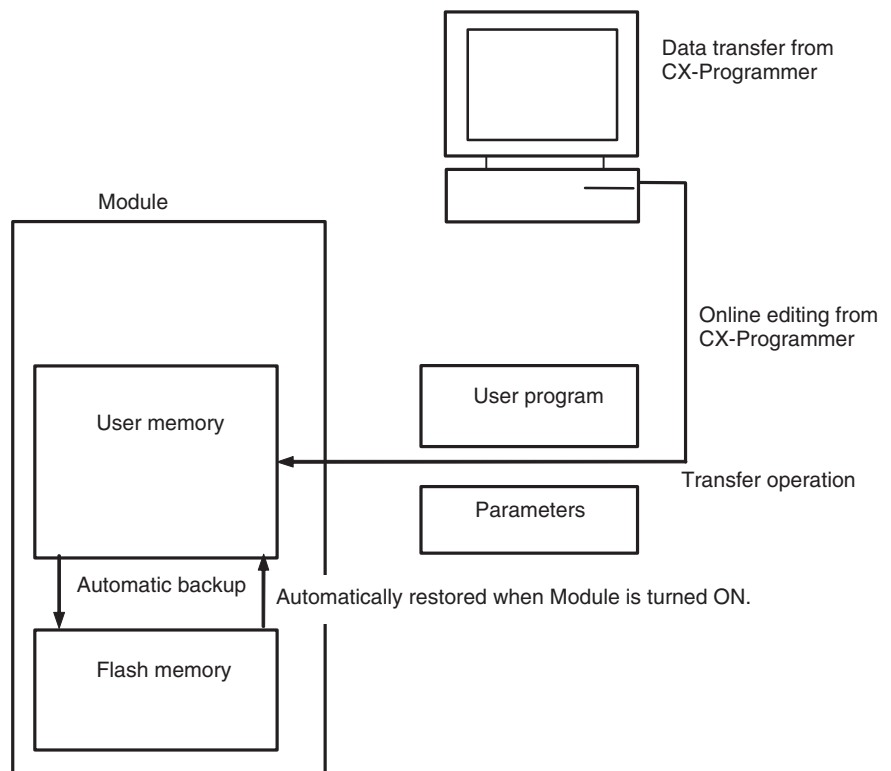 Data transfer from
CX-Programmer
Module
Online editing from
CX-Programmer
User program
User memory
Transfer operation
Parameters
Automatic backup
Automatically restored when Module is turned ON.
Flash memory